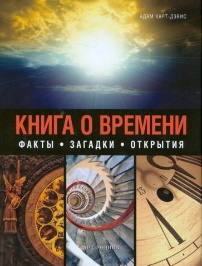 АДАМ ХАРТ-ДЭВИС
КНИГА О ВРЕМЕНИ
ФАКТЫ • ЗАГАДКИ • ОТКРЫТИЯ